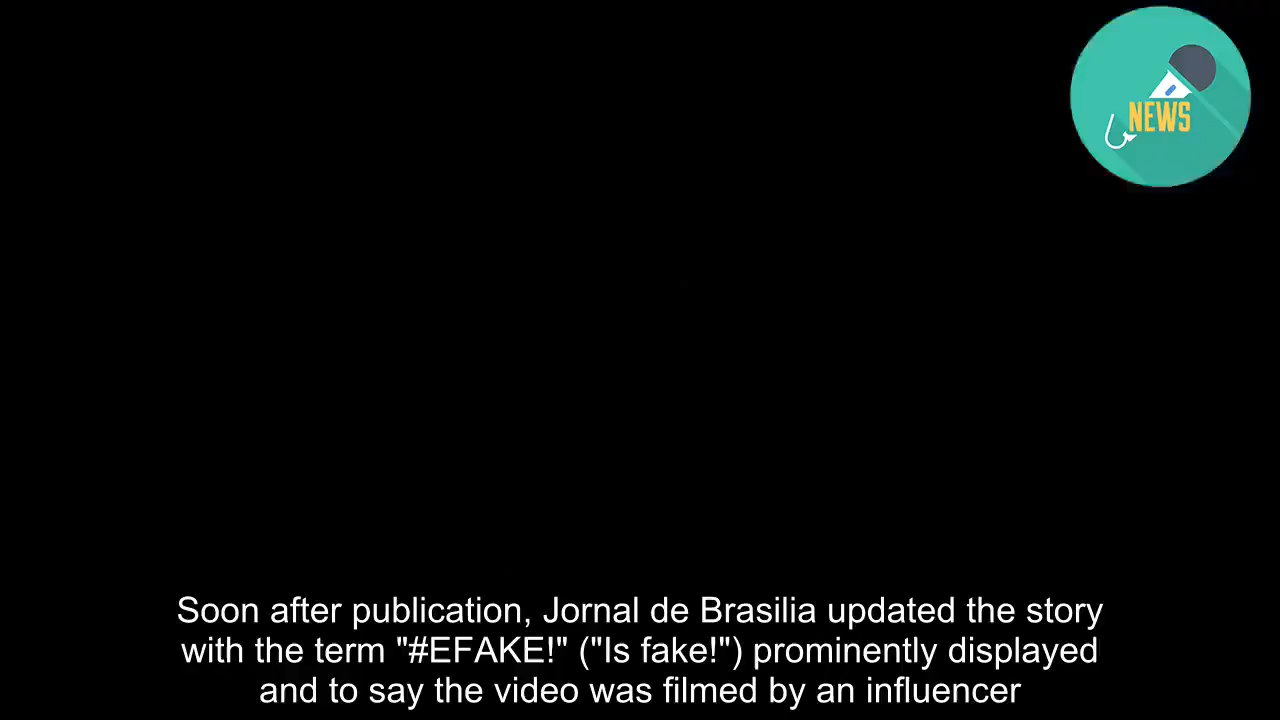 NEWS
Soon after publication, Jornal de Brasilia updated the story
with the term "#EFAKE!" ("Is fake!") prominently displayed
and to say the video was filmed by an influencer